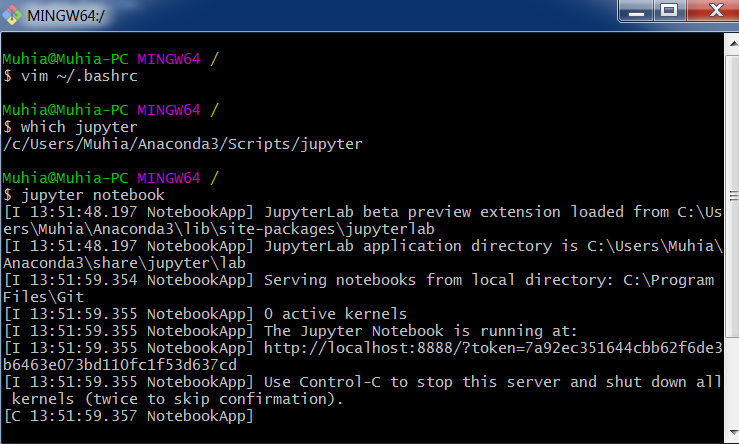 MINGW64:/
Muhia@Muhia-PC MINGW64 /
$ vim ~/.bashrc
Muhia@Muhia-PC MINGW64 /
$ which jupyter
/c/Users/Muhia/Anaconda3/Scripts/jupyter
Muhia@Muhia-PC MINGW64 /
$ jupyter notebook
[I 13:51:48.197 NotebookApp] JupyterLab beta preview extension loaded from C:\Us
ers\Muhia\Anaconda3\lib\site-packages\jupyterlab
[I 13:51:48.197 NotebookApp] JupyterLab application directory is C:\Users\Muhia\
Anaconda3\share\jupyter\lab
[I 13:51:59.354 NotebookApp] Serving notebooks from local directory: C:\Program
Files\Git
[I 13:51:59.355 NotebookApp] 0 active kernels
[I 13:51:59.355 NotebookApp] The Jupyter Notebook is running at:
[I 13:51:59.355 NotebookApp] http://localhost:8888/?token=7a92ec351644cbb62f6de3
b6463e073bd110fc1f53d637cd
[I 13:51:59.355 NotebookApp] Use Control-C to stop this server and shut down all
 kernels (twice to skip confirmation).
[C 13:51:59.357 NotebookApp]